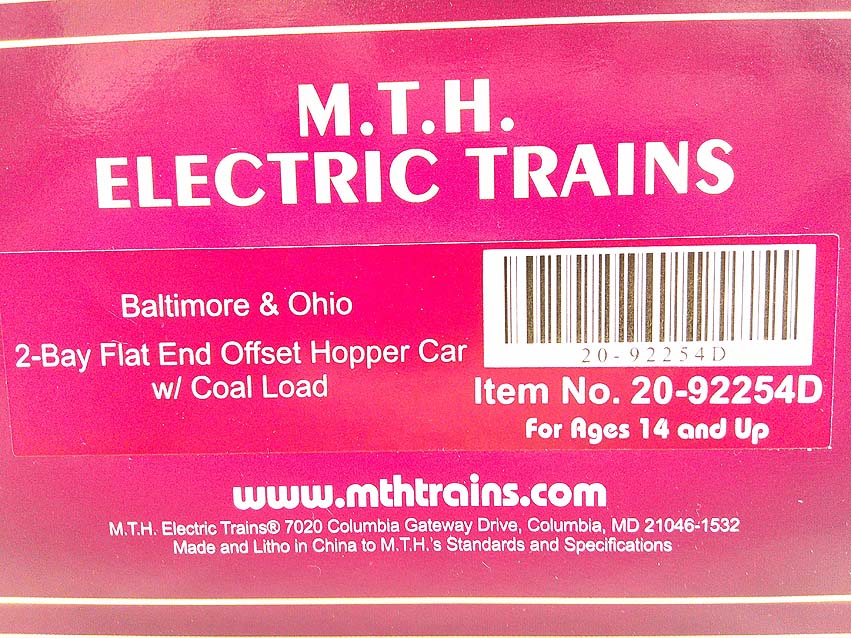 M.T.H.
ELECTRIC TRAINS
Baltimore & Ohio
2-Bay Flat End Offset Hopper Car
w/ Coal Load
20-92254D
Item No. 20-92254D
For Ages 14 and Up
www.mthtrains.com
M.T.H. Electric Trains® 7020 Columbia Gateway Drive, Columbia, MD 21046-1532
Made and Litho in China to M.T.H.'s Standards and Specifications